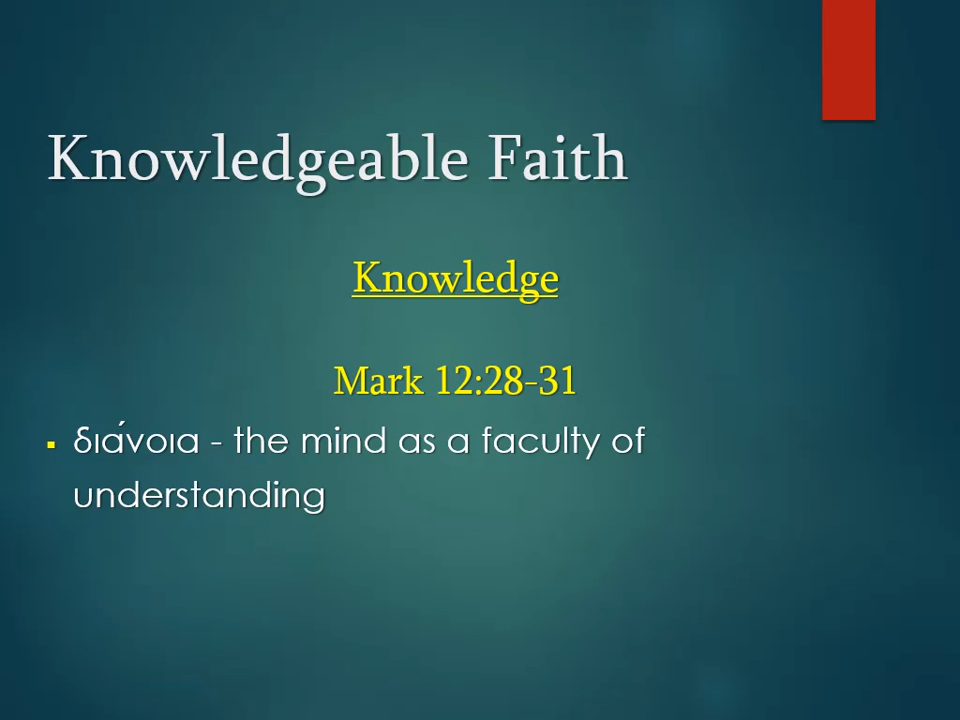 Knowledgeable Faith
Knowledge
Mark 12:28-31
▪ διάνοια - the mind as a faculty of
understanding